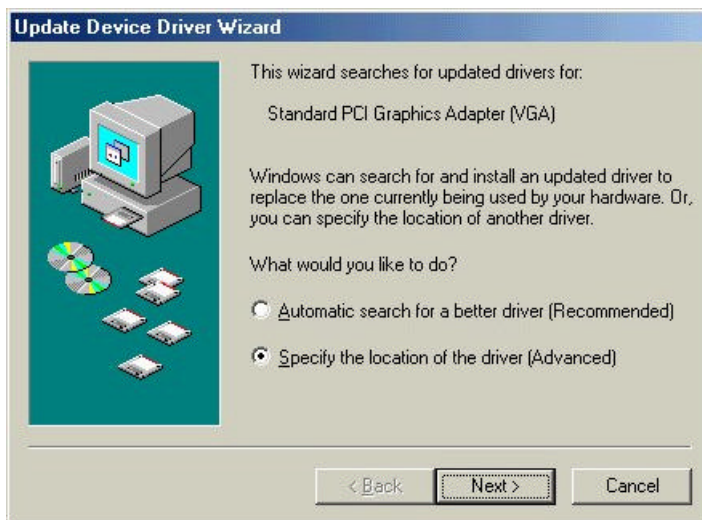 Update Device Driver Wizard
This wizard searches for updated drivers for:
Standard PCI Graphics Adapter (VGA)
Windows can search for and install an updated driver to
replace the one currently being used by your hardware. Or,
you can specify the location of another driver.
What would you like to do?
Automatic search for a better driver (Recommended)
Specify the location of the driver (Advanced)
< Back Next > Cancel